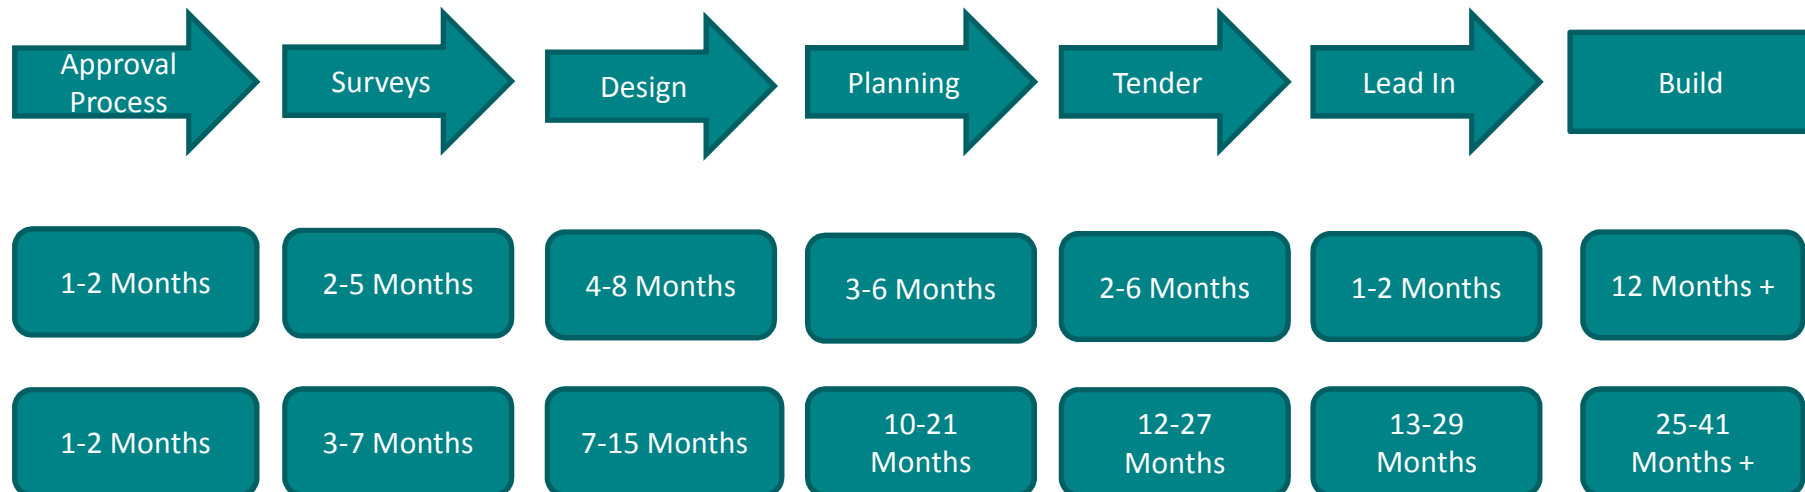 Approval
Process
Surveys
Design
Planning
Tender
Lead In
Build
1-2 Months
2-5 Months
4-8 Months
3-6 Months
2-6 Months
1-2 Months
12 Months +
1-2 Months
3-7 Months
7-15 Months
10-21
Months
12-27
Months
13-29
Months
25-41
Months +